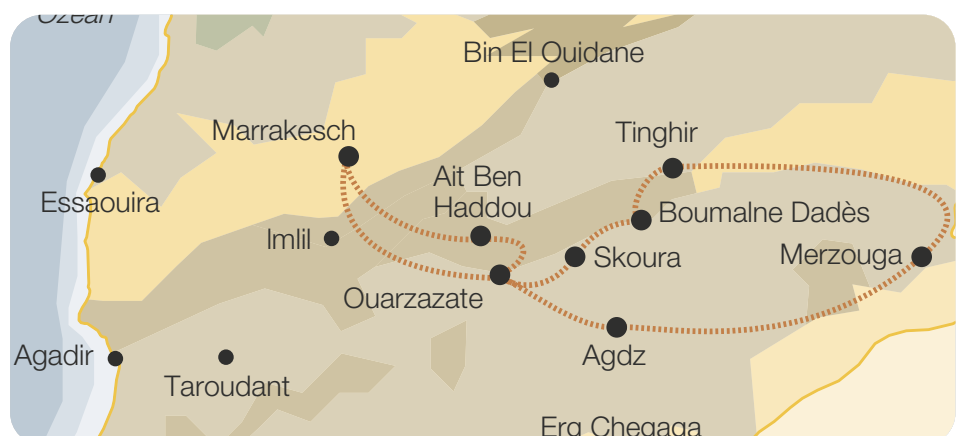 Ozean
Bin El Ouidane
Marrakesch
Tinghir
Ait Ben
Haddou
Essaouira
Boumalne Dadès
Imlil
Skoura
Merzouga
Ouarzazate
Agadir
Taroudant
Agdz
Erg Chegaga